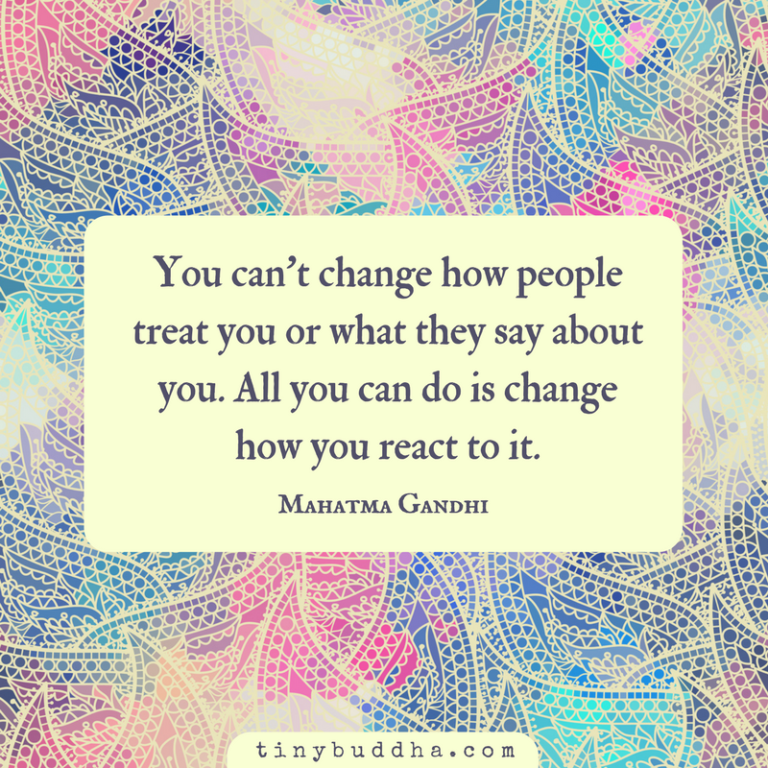 You can't change how people
treat you or what they say about
you. All you can do is change
how you react to it.
Mahatma Gandhi
tinybuddha.com